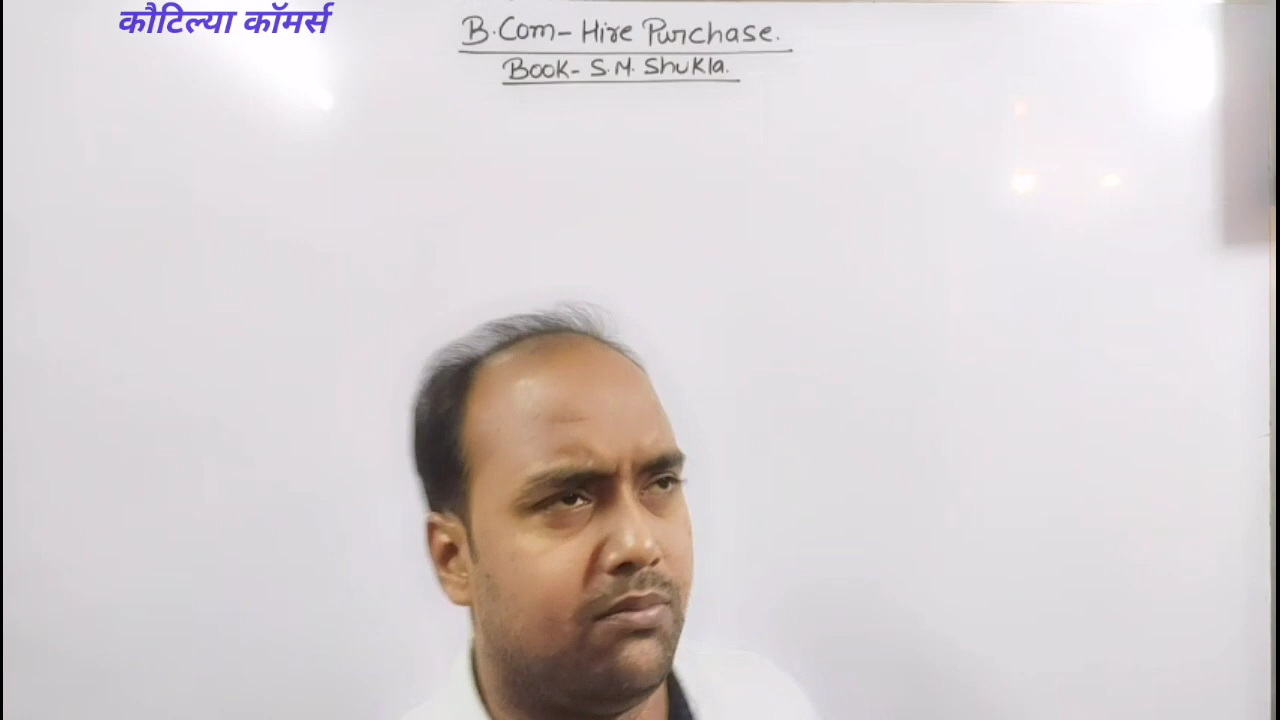 कौटिल्या कॉमर्स
B.Com- Hire Purchase.
Book- S.M. Shukla.